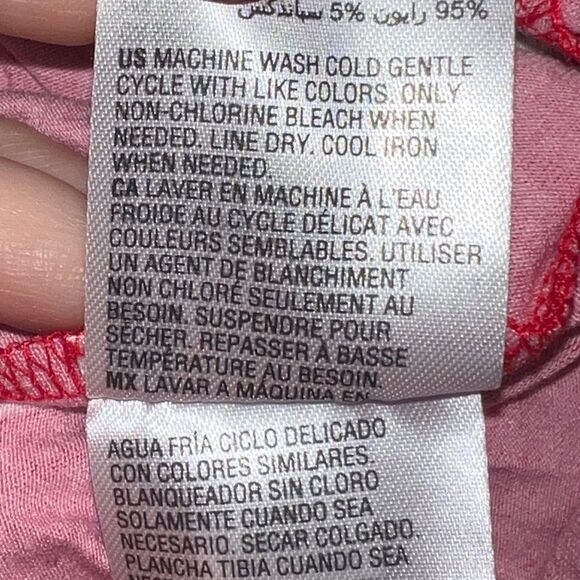 95% رايون 5% سباندكس
US MACHINE WASH COLD GENTLE
CYCLE WITH LIKE COLORS. ONLY
NON-CHLORINE BLEACH WHEN
NEEDED. LINE DRY. COOL IRON
WHEN NEEDED.
CA LAVER EN MACHINE À L'EAU
FROIDE AU CYCLE DÉLICAT AVEC
COULEURS SEMBLABLES. UTILISER
UN AGENT DE BLANCHIMENT
NON CHLORÉ SEULEMENT AU
BESOIN. SUSPENDRE POUR
SÉCHER. REPASSER À BASSE
TEMPÉRATURE AU BESOIN.
MX LAVAR A MÁQUINA EN
AGUA FRÍA CICLO DELICADO
CON COLORES SIMILARES.
BLANQUEADOR SIN CLORO
SOLAMENTE CUANDO SEA
NECESARIO. SECAR COLGADO.
PLANCHA TIBIA CUANDO SEA